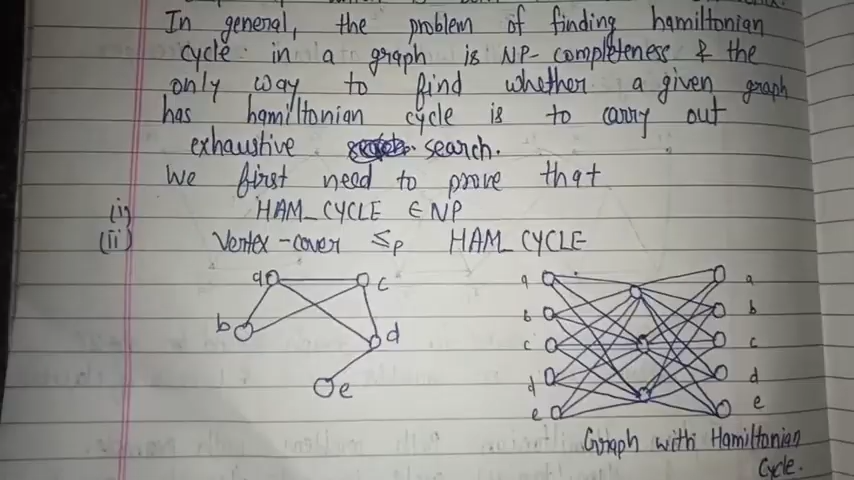 In general, the problem of finding hamiltonian
cycle in a graph is NP-completeness & the
only way to find whether a given graph
has hamiltonian cycle is to carry out
exhaustive search.
We first need to prove that
(i) HAM_CYCLE ∈ NP
(ii) Vertex-cover ≤p HAM_CYCLE
a c
b d
e
a a
b b
c c
d d
e e
Graph with Hamiltonian
Cycle.